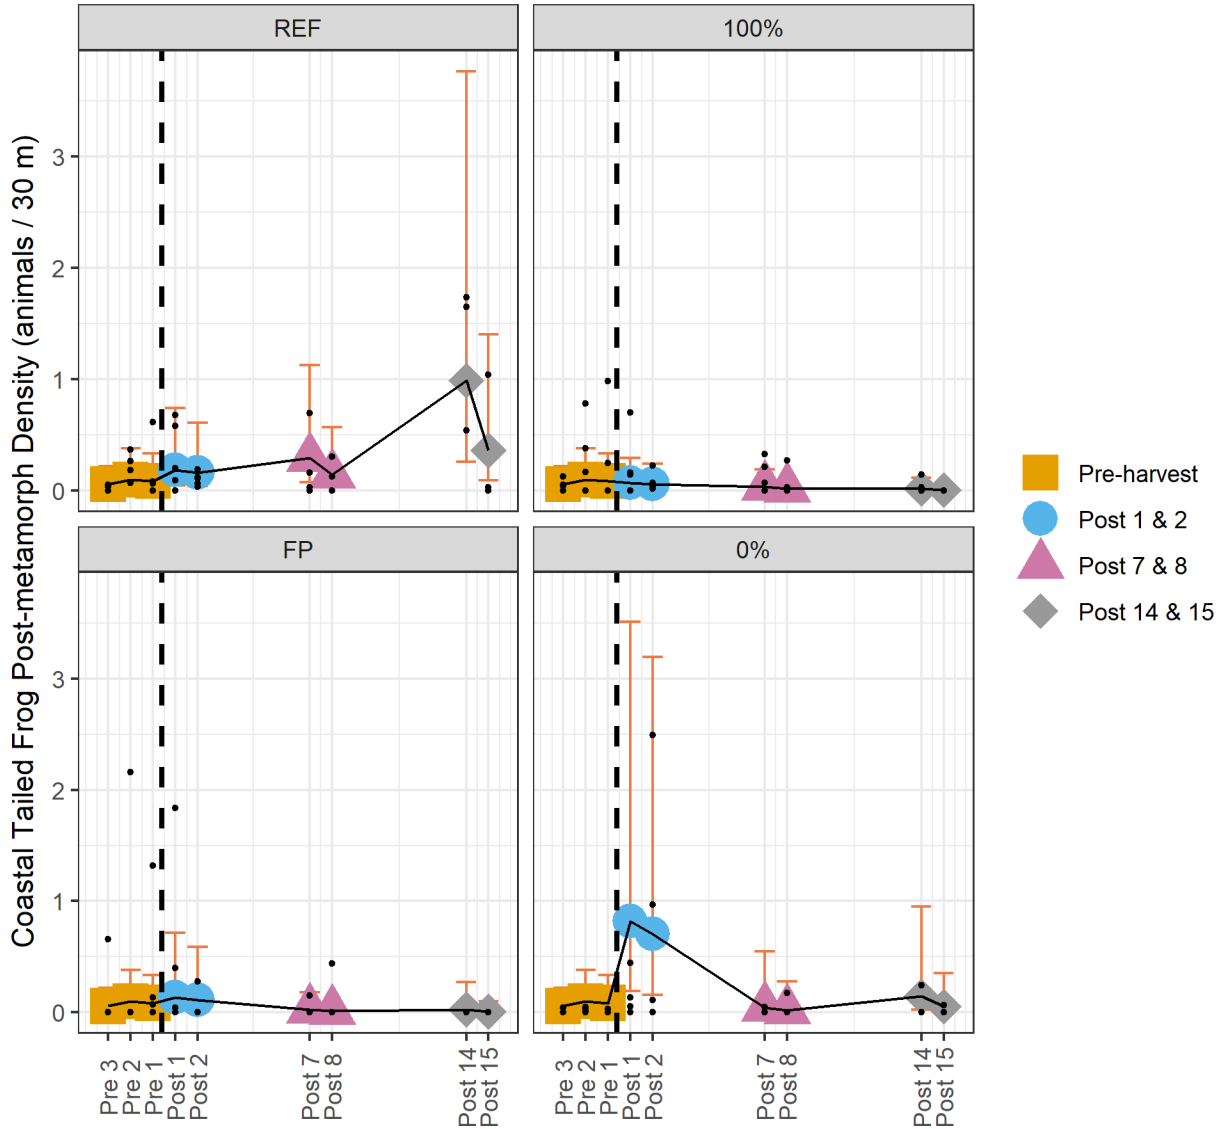 REF
100%
3
2
1
0
FP
0%
3
2
1
0
Pre 3
Pre 2
Pre 1
Post 1
Post 2
Post 7
Post 8
Post 14
Post 15
Pre 3
Pre 2
Pre 1
Post 1
Post 2
Post 7
Post 8
Post 14
Post 15
Coastal Tailed Frog Post-metamorph Density (animals / 30 m)
Pre-harvest
Post 1 & 2
Post 7 & 8
Post 14 & 15